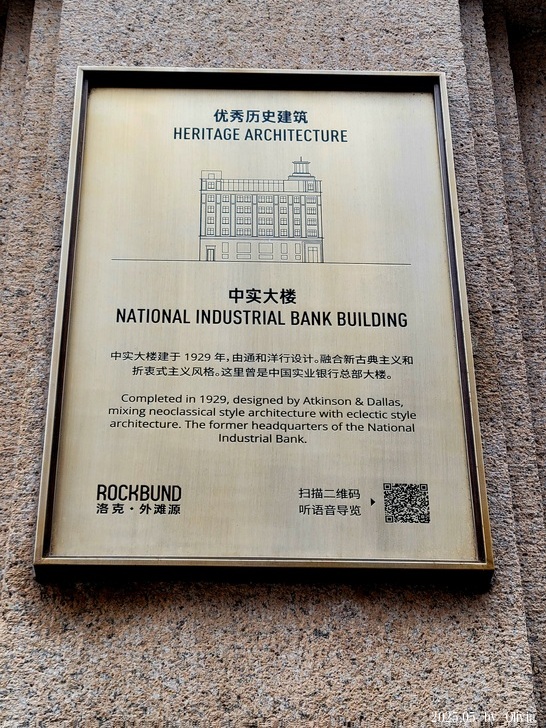 优秀历史建筑
HERITAGE ARCHITECTURE
中实大楼
NATIONAL INDUSTRIAL BANK BUILDING
中实大楼建于 1929 年，由通和洋行设计。融合新古典主义和
折衷式主义风格。这里曾是中国实业银行总部大楼。
Completed in 1929, designed by Atkinson & Dallas,
mixing neoclassical style architecture with eclectic style
architecture. The former headquarters of the National
Industrial Bank.
ROCKBUND
洛克·外滩源
扫描二维码
听语音导览
2025.05 by Olivia